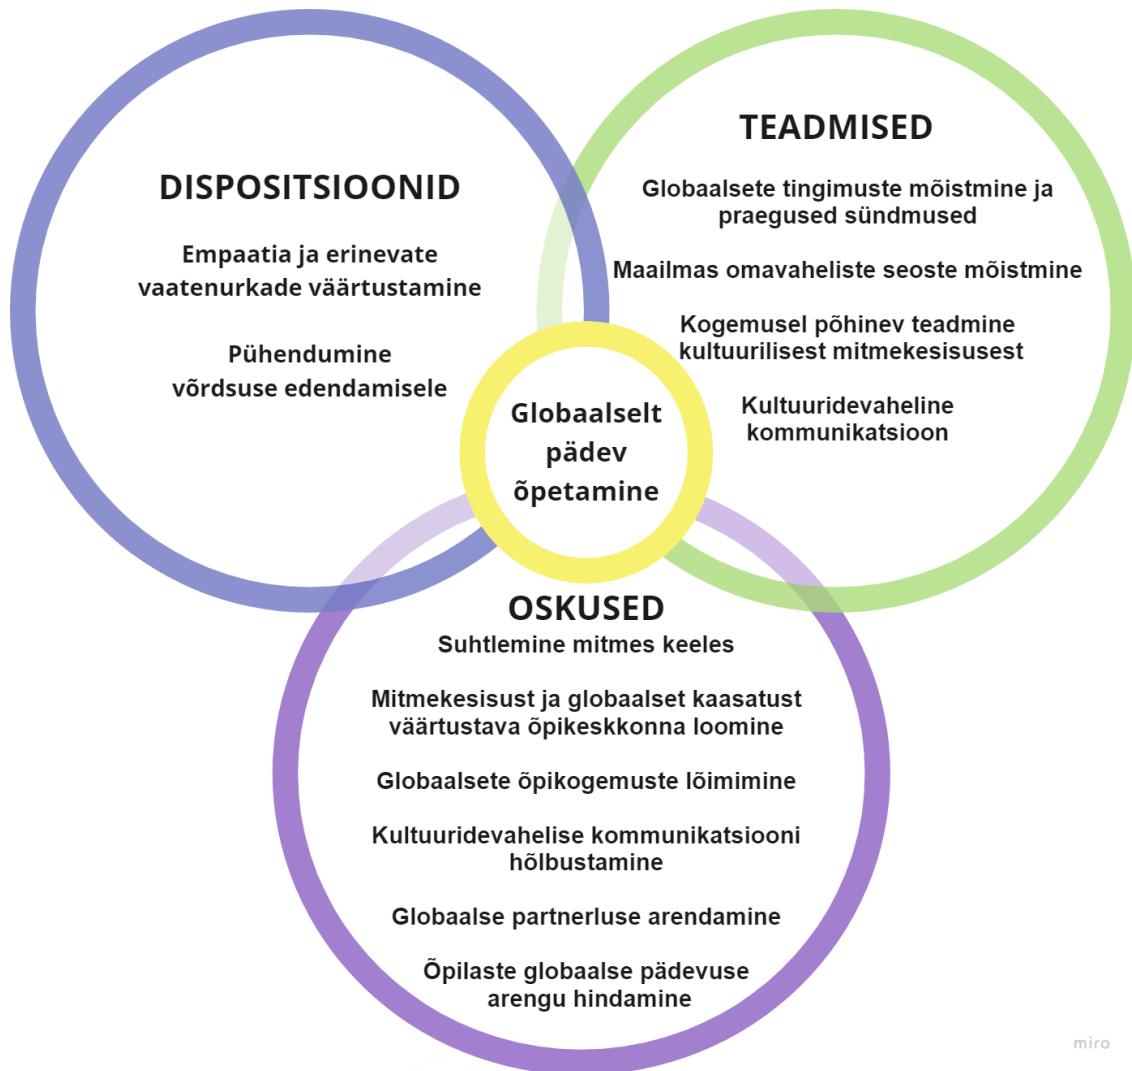 DISPOSITSIOONID
Empaatia ja erinevate
vaatenurkade väärtustamine
Pühendumine
võrdsuse edendamisele
TEADMISED
Globaalsete tingimuste mõistmine ja
praegused sündmused
Maailmas omavaheliste seoste mõistmine
Kogemusel põhinev teadmine
kultuurilisest mitmekesisusest
Kultuuridevaheline
kommunikatsioon
Globaalselt
pädev
õpetamine
OSKUSED
Suhtlemine mitmes keeles
Mitmekesisust ja globaalset kaasatust
väärtustava õpikeskkonna loomine
Globaalsete õpikogemuste lõimimine
Kultuuridevahelise kommunikatsiooni
hõlbustamine
Globaalse partnerluse arendamine
Õpilaste globaalse pädevuse
arengu hindamine
miro